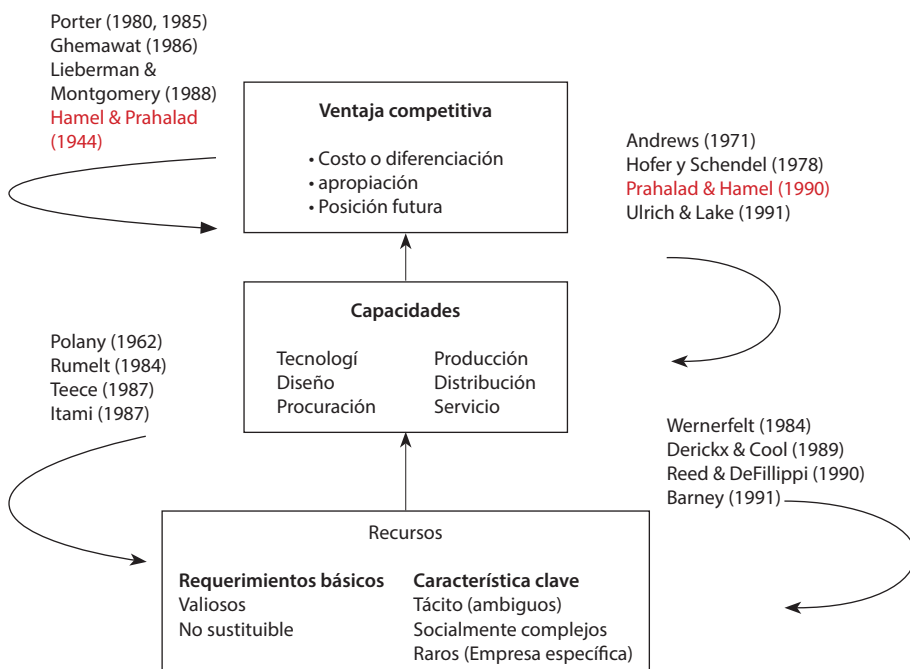 Porter (1980, 1985)
Ghemawat (1986)
Lieberman &
Montgomery (1988)
Hamel & Prahalad
(1944)
Ventaja competitiva
• Costo o diferenciación
• apropiación
• Posición futura
Andrews (1971)
Hofer y Schendel (1978)
Prahalad & Hamel (1990)
Ulrich & Lake (1991)
Capacidades
Tecnologí Producción
Diseño Distribución
Procuración Servicio
Polany (1962)
Rumelt (1984)
Teece (1987)
Itami (1987)
Wernerfelt (1984)
Derickx & Cool (1989)
Reed & DeFillippi (1990)
Barney (1991)
Recursos
Requerimientos básicos Característica clave
Valiosos Tácito (ambiguos)
No sustituible Socialmente complejos
Raros (Empresa específica)